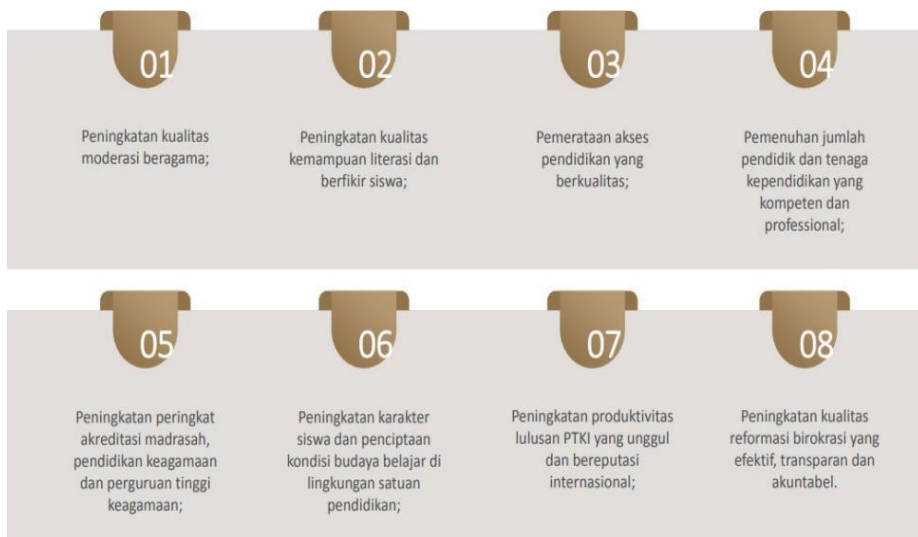 01
Peningkatan kualitas
moderasi beragama;
02
Peningkatan kualitas
kemampuan literasi dan
berfikir siswa;
03
Pemerataan akses
pendidikan yang
berkualitas;
04
Pemenuhan jumlah
pendidik dan tenaga
kependidikan yang
kompeten dan
professional;
05
Peningkatan peringkat
akreditasi madrasah,
pendidikan keagamaan
dan perguruan tinggi
keagamaan;
06
Peningkatan karakter
siswa dan penciptaan
kondisi budaya belajar di
lingkungan satuan
pendidikan;
07
Peningkatan produktivitas
lulusan PTKI yang unggul
dan bereputasi
internasional;
08
Peningkatan kualitas
reformasi birokrasi yang
efektif, transparan dan
akuntabel.